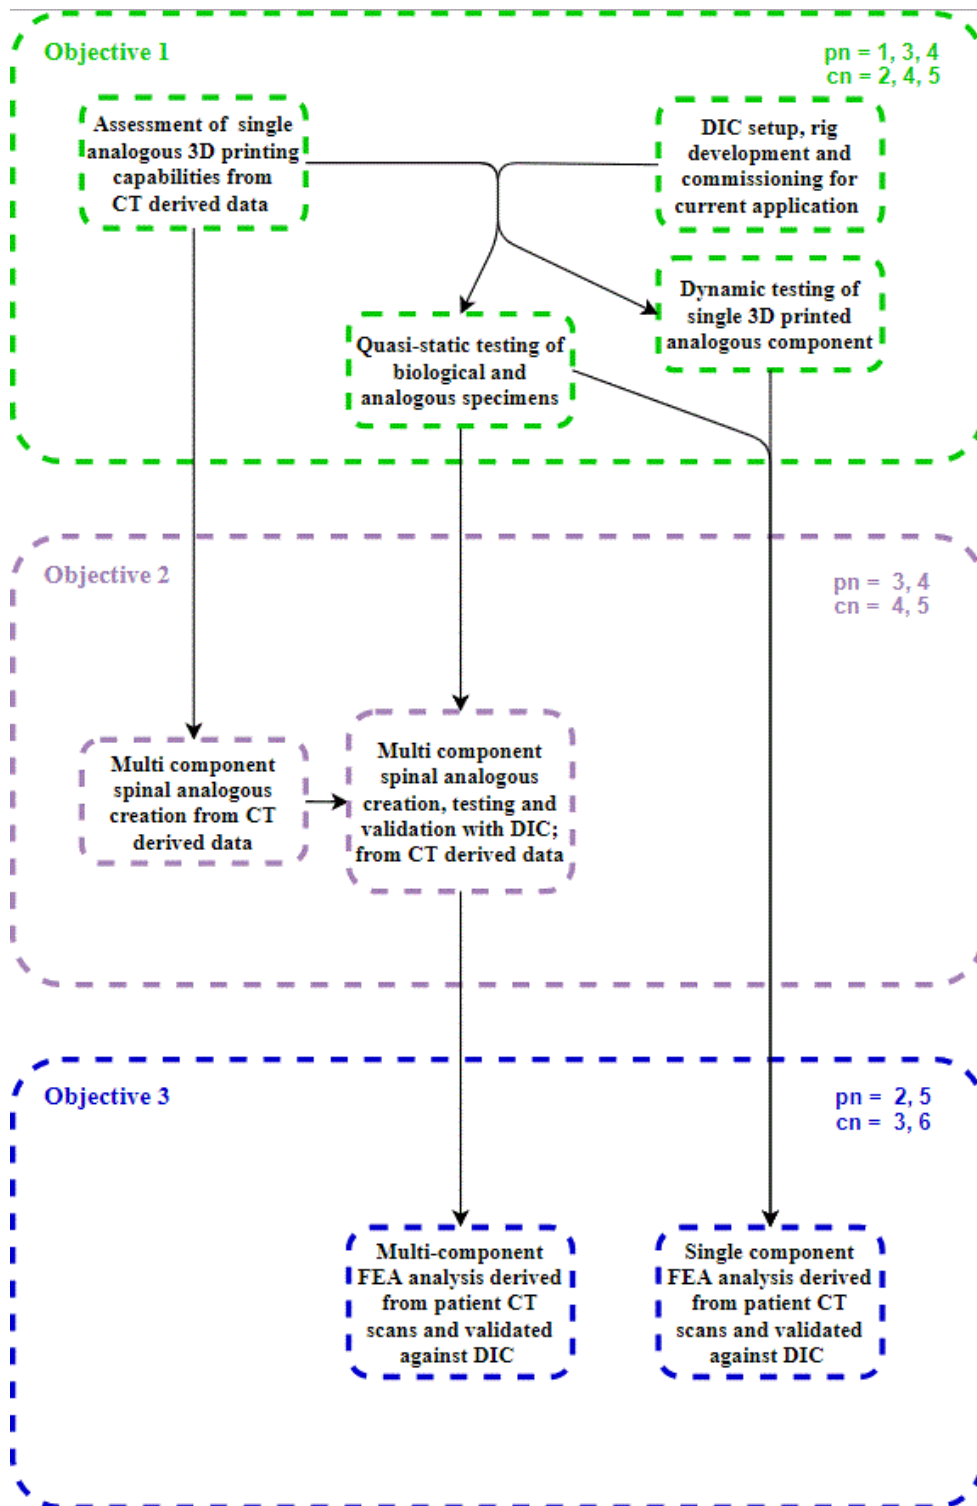 Objective 1
pn = 1, 3, 4
cn = 2, 4, 5
Assessment of single
analogous 3D printing
capabilities from
CT derived data
DIC setup, rig
development and
commissioning for
current application
Dynamic testing of
single 3D printed
analogous component
Quasi-static testing of
biological and
analogous specimens
Objective 2
pn = 3, 4
cn = 4, 5
Multi component
spinal analogous
creation from CT
derived data
Multi component
spinal analogous
creation, testing and
validation with DIC;
from CT derived data
Objective 3
pn = 2, 5
cn = 3, 6
Multi-component
FEA analysis derived
from patient CT
scans and validated
against DIC
Single component
FEA analysis derived
from patient CT
scans and validated
against DIC